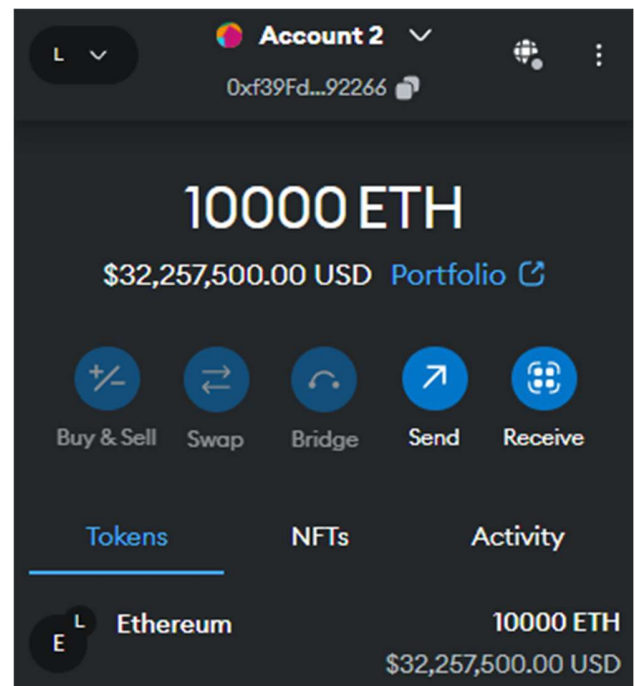 L Account 2
0xf39Fd...92266
10000 ETH
$32,257,500.00 USD Portfolio
Buy & Sell Swap Bridge Send Receive
Tokens NFTs Activity
E L Ethereum 10000 ETH
$32,257,500.00 USD